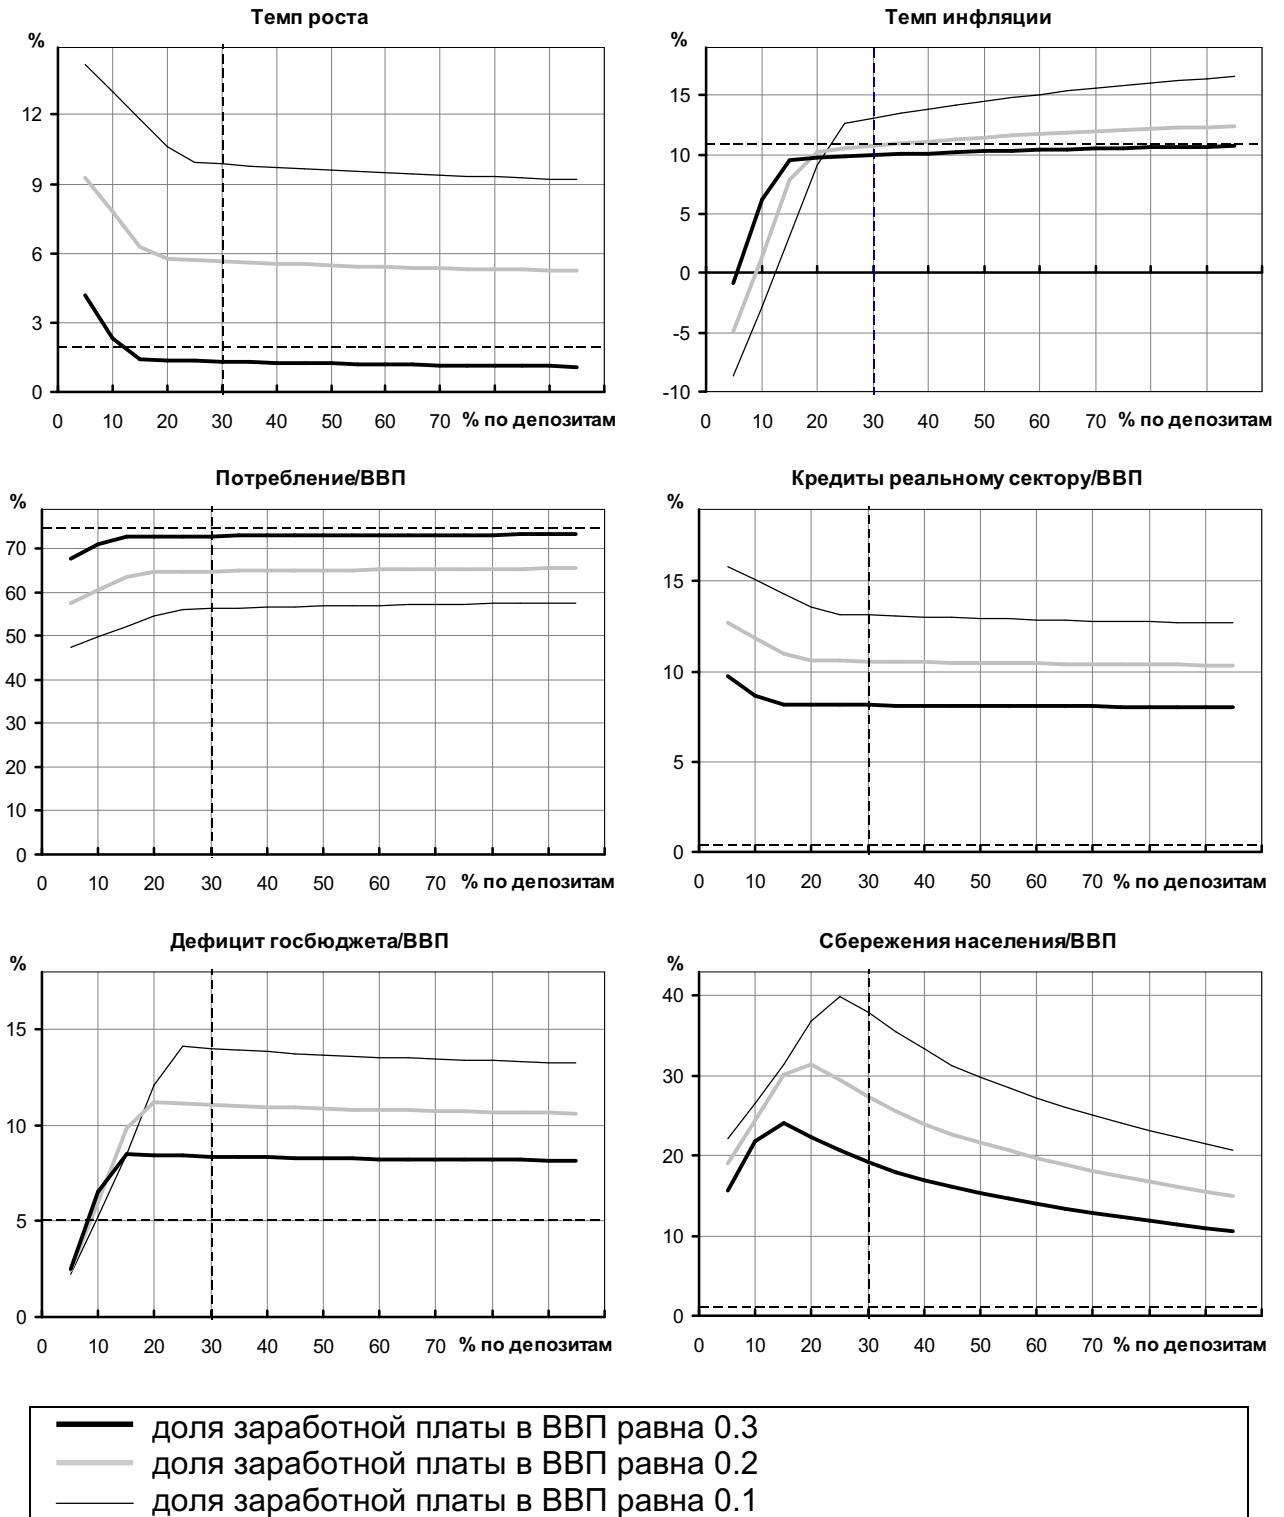 Темп роста
%
12
9
6
3
0
0 10 20 30 40 50 60 70 % по депозитам
Темп инфляции
%
15
10
5
0
-5
-10
0 10 20 30 40 50 60 70 % по депозитам
Потребление/ВВП
%
70
60
50
40
30
20
10
0
0 10 20 30 40 50 60 70 % по депозитам
Кредиты реальному сектору/ВВП
%
15
10
5
0
0 10 20 30 40 50 60 70 % по депозитам
Дефицит госбюджета/ВВП
%
15
10
5
0
0 10 20 30 40 50 60 70 % по депозитам
Сбережения населения/ВВП
%
40
30
20
10
0
0 10 20 30 40 50 60 70 % по депозитам
доля заработной платы в ВВП равна 0.3
доля заработной платы в ВВП равна 0.2
доля заработной платы в ВВП равна 0.1